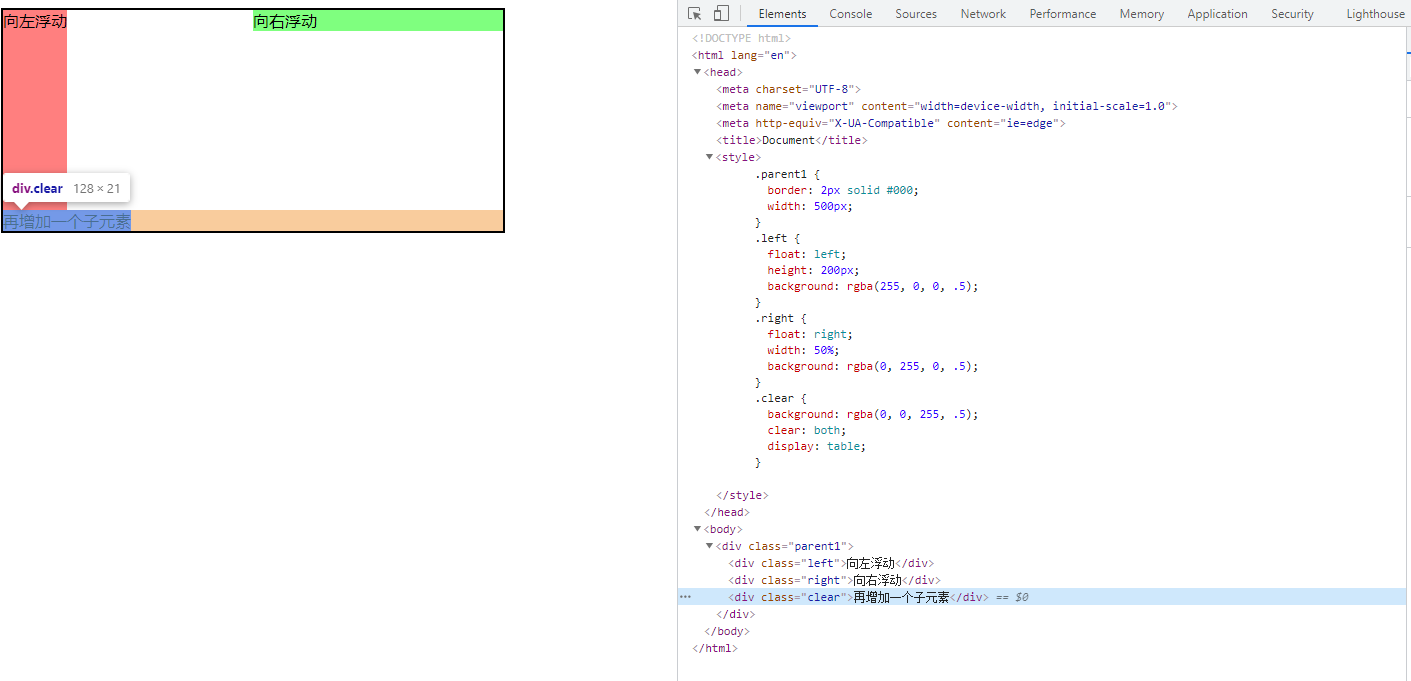 向左浮动 向右浮动
div.clear 128 × 21
再增加一个子元素
Elements Console Sources Network Performance Memory Application Security Lighthouse
<!DOCTYPE html>
<html lang="en">
<head>
<meta charset="UTF-8">
<meta name="viewport" content="width=device-width, initial-scale=1.0">
<meta http-equiv="X-UA-Compatible" content="ie=edge">
<title>Document</title>
<style>
.parent1 {
border: 2px solid #000;
width: 500px;
}
.left {
float: left;
height: 200px;
background: rgba(255, 0, 0, .5);
}
.right {
float: right;
width: 50%;
background: rgba(0, 255, 0, .5);
}
.clear {
background: rgba(0, 0, 255, .5);
clear: both;
display: table;
}
</style>
</head>
<body>
<div class="parent1">
<div class="left">向左浮动</div>
<div class="right">向右浮动</div>
<div class="clear">再增加一个子元素</div> == $0
</div>
</body>
</html>